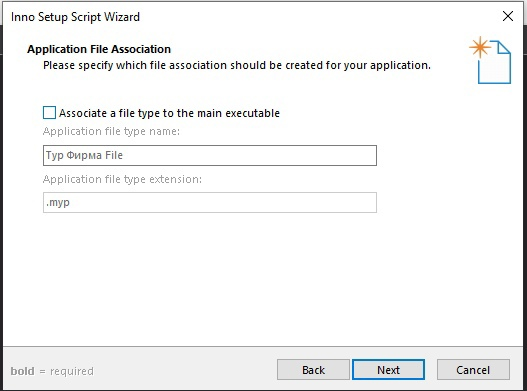 Inno Setup Script Wizard
Application File Association
Please specify which file association should be created for your application.
Associate a file type to the main executable
Application file type name:
Тур Фирма File
Application file type extension:
.myp
bold = required
Back
Next
Cancel